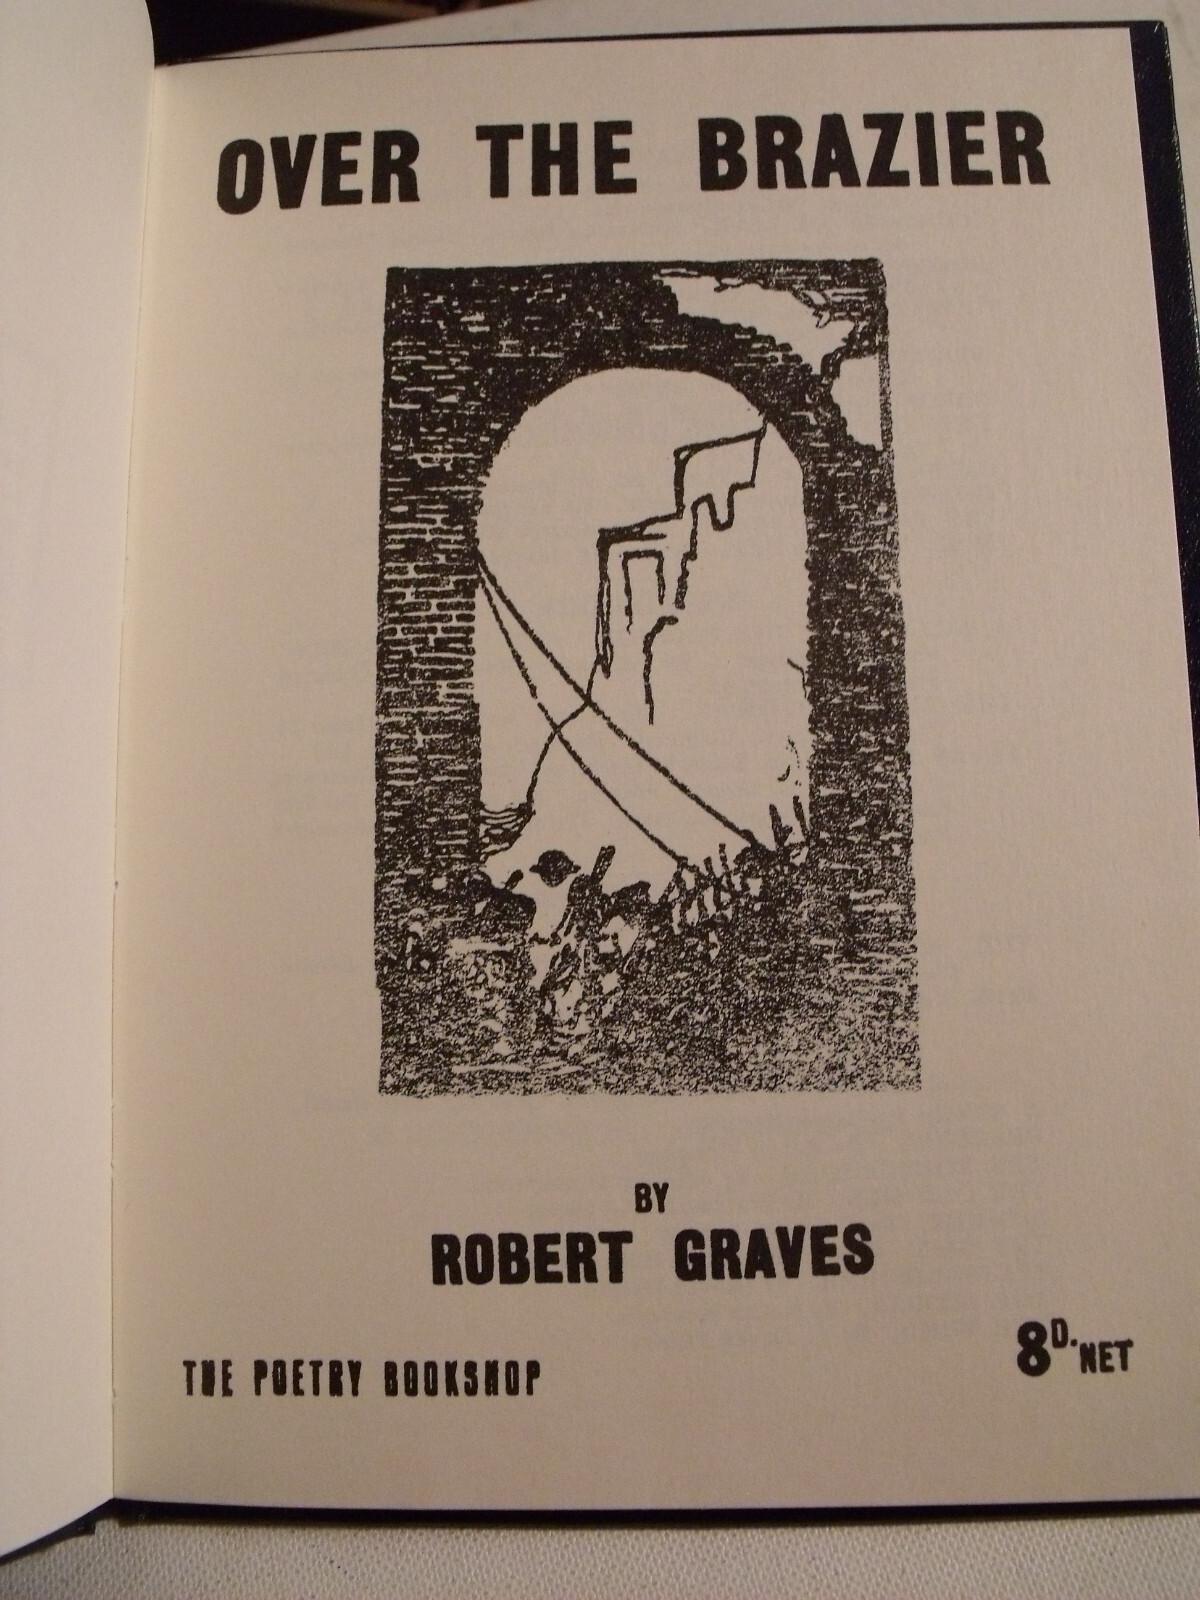 OVER THE BRAZIER
BY
ROBERT GRAVES
THE POETRY BOOKSHOP
8D. NET